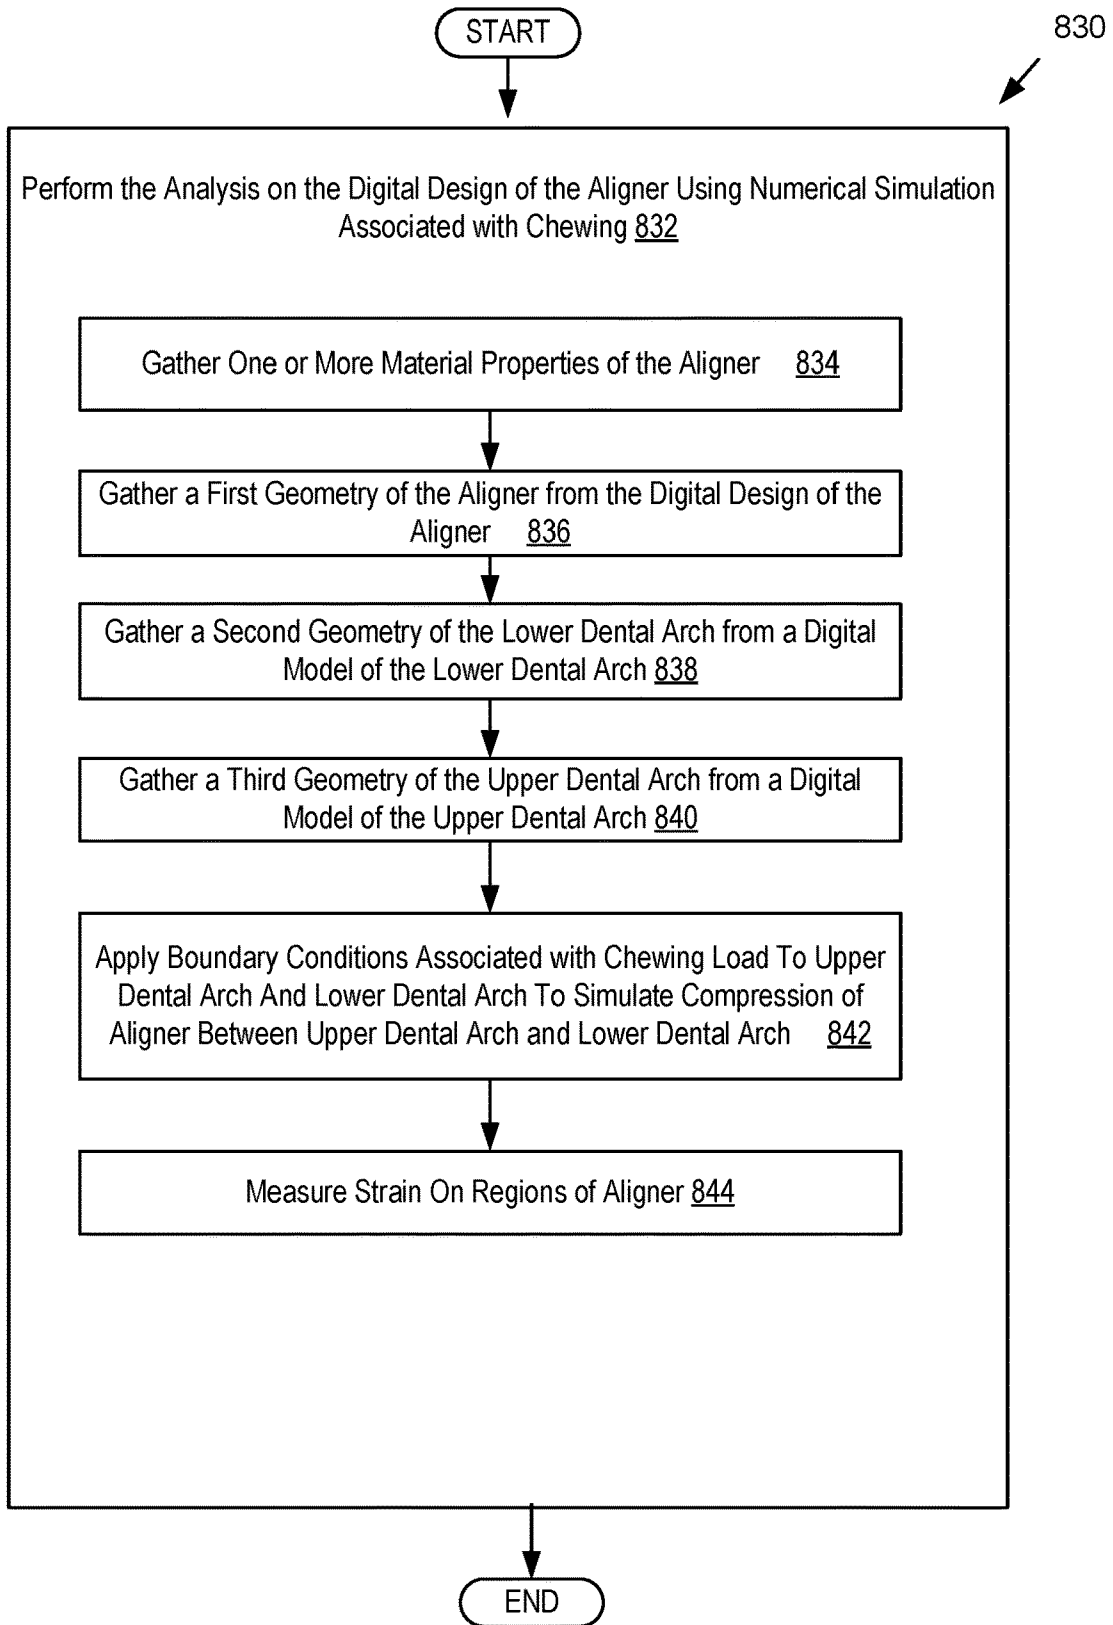 START
830
Perform the Analysis on the Digital Design of the Aligner Using Numerical Simulation
Associated with Chewing 832
Gather One or More Material Properties of the Aligner 834
Gather a First Geometry of the Aligner from the Digital Design of the
Aligner 836
Gather a Second Geometry of the Lower Dental Arch from a Digital
Model of the Lower Dental Arch 838
Gather a Third Geometry of the Upper Dental Arch from a Digital
Model of the Upper Dental Arch 840
Apply Boundary Conditions Associated with Chewing Load To Upper
Dental Arch And Lower Dental Arch To Simulate Compression of
Aligner Between Upper Dental Arch and Lower Dental Arch 842
Measure Strain On Regions of Aligner 844
END